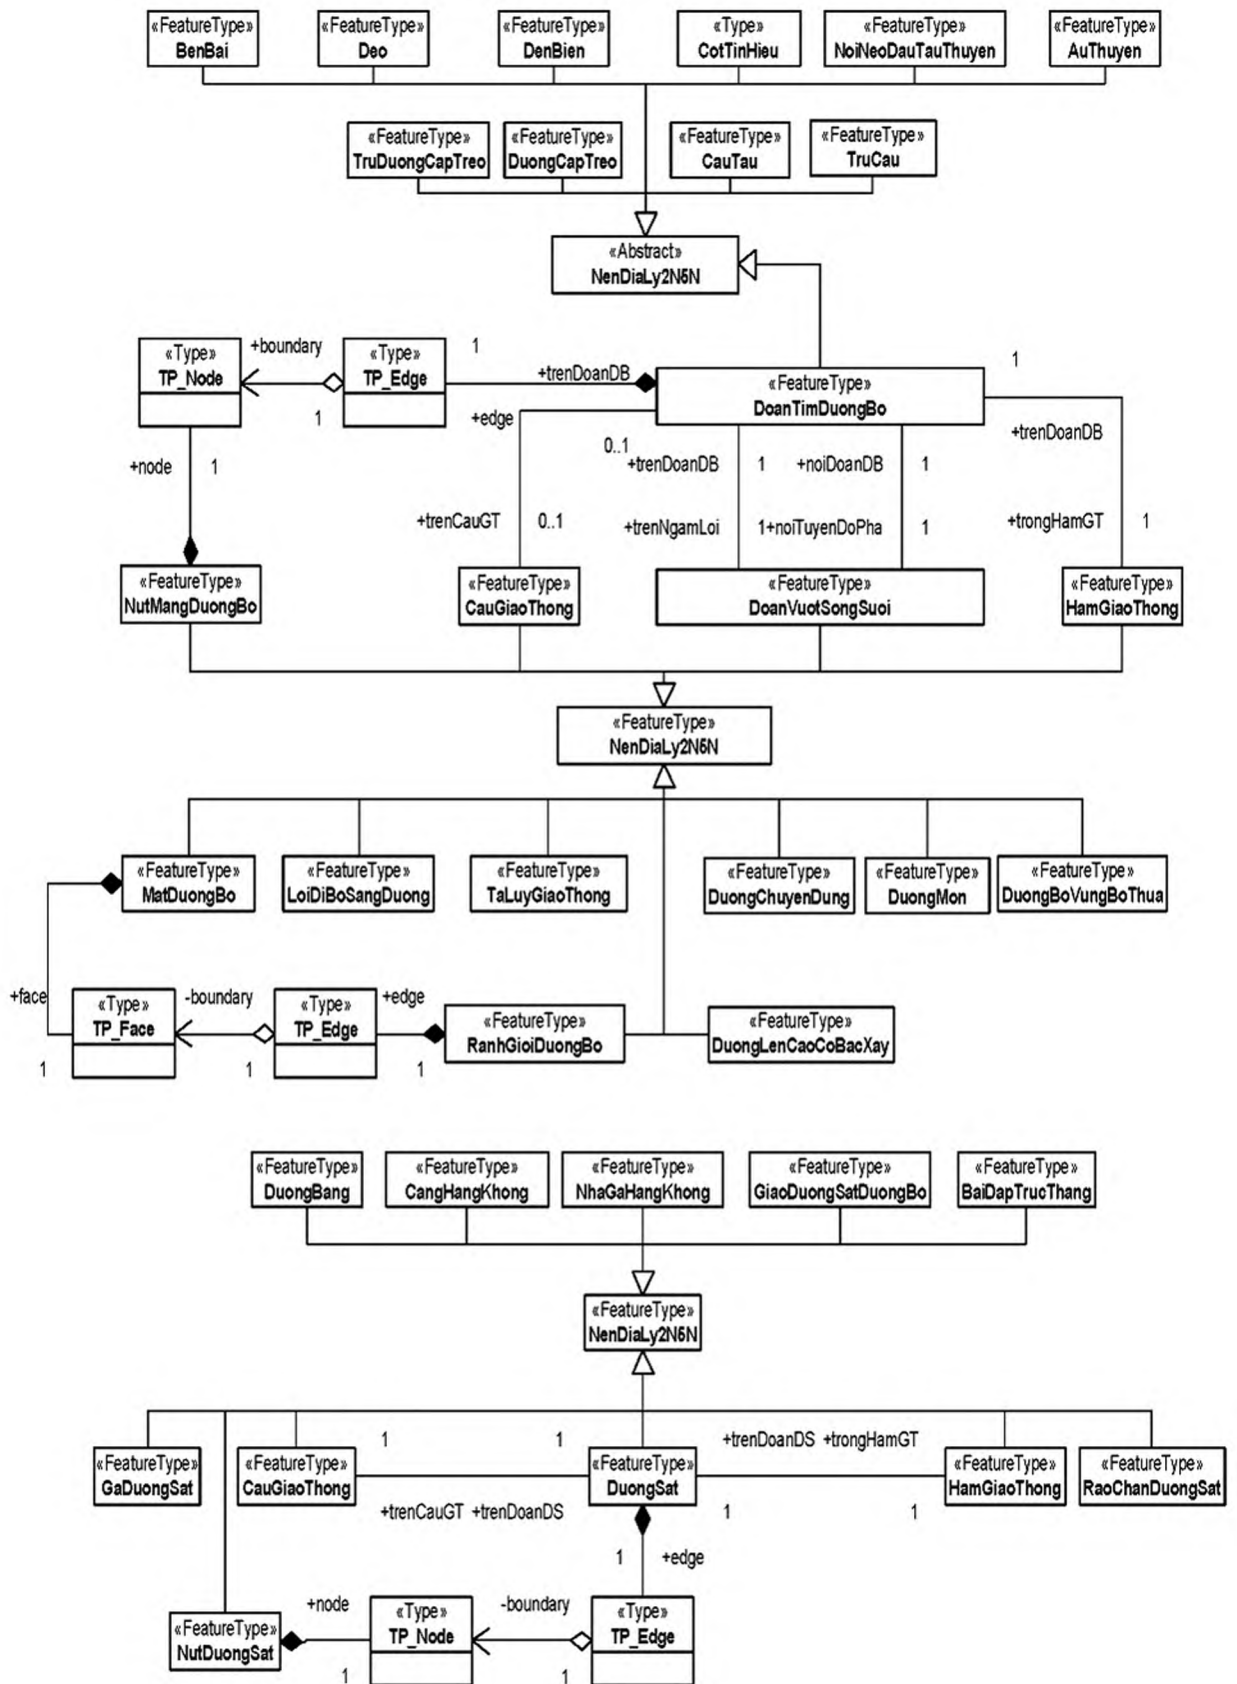 «FeatureType»
BenBai
«FeatureType»
Deo
«FeatureType»
DenBien
«Type»
CotTinHieu
«FeatureType»
NoiNeoDauTauThuyen
«FeatureType»
AuThuyen
«FeatureType»
TruDuongCapTreo
«FeatureType»
DuongCapTreo
«FeatureType»
CauTau
«FeatureType»
TruCau
«Abstract»
NenDiaLy2N5N
«Type»
TP_Node
+boundary
1
«Type»
TP_Edge
1
+trenDoanDB
+edge
«FeatureType»
DoanTimDuongBo
1
+node
1
0..1
+trenDoanDB
1
+noiDoanDB
1
+trenDoanDB
+trenCauGT
0..1
+trenNgamLoi
1+noiTuyenDoPha
1
+trongHamGT
1
«FeatureType»
NutMangDuongBo
«FeatureType»
CauGiaoThong
«FeatureType»
DoanVuotSongSuoi
«FeatureType»
HamGiaoThong
«FeatureType»
NenDiaLy2N5N
«FeatureType»
MatDuongBo
«FeatureType»
LoiDiBoSangDuong
«FeatureType»
TaLuyGiaoThong
«FeatureType»
DuongChuyenDung
«FeatureType»
DuongMon
«FeatureType»
DuongBoVungBoThua
+face
1
«Type»
TP_Face
-boundary
1
«Type»
TP_Edge
+edge
1
«FeatureType»
RanhGioiDuongBo
«FeatureType»
DuongLenCaoCoBacXay
«FeatureType»
DuongBang
«FeatureType»
CangHangKhong
«FeatureType»
NhaGaHangKhong
«FeatureType»
GiaoDuongSatDuongBo
«FeatureType»
BaiDapTrucThang
«FeatureType»
NenDiaLy2N5N
«FeatureType»
GaDuongSat
«FeatureType»
CauGiaoThong
1
1
+trenCauGT +trenDoanDS
«FeatureType»
DuongSat
+trenDoanDS +trongHamGT
1
1
«FeatureType»
HamGiaoThong
«FeatureType»
RaoChanDuongSat
1
+edge
«FeatureType»
NutDuongSat
+node
1
«Type»
TP_Node
-boundary
1
«Type»
TP_Edge